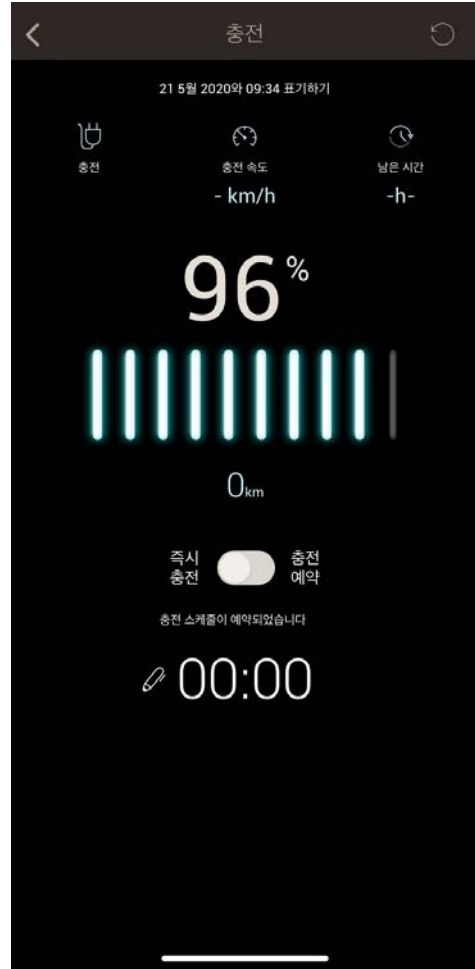 충전
21 5월 2020와 09:34 표기하기
충전
충전 속도
남은 시간
- km/h
-h-
96%
0km
즉시
충전
충전
예약
충전 스케줄이 예약되었습니다
00:00